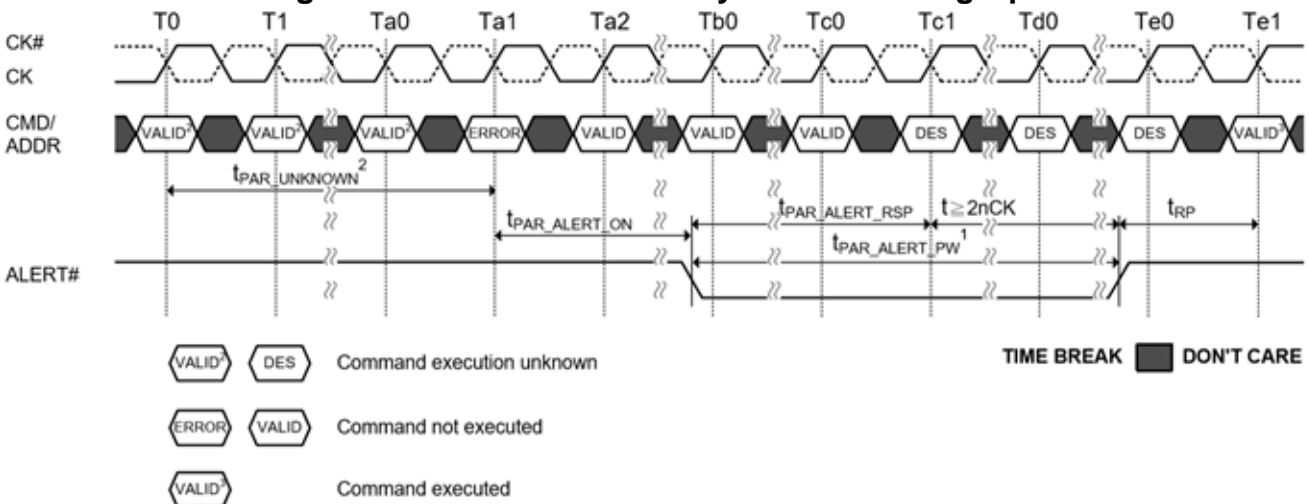 T0 T1 Ta0 Ta1 Ta2 Tb0 Tc0 Tc1 Td0 Te0 Te1
CK#
CK
CMD/
ADDR
VALID² VALID² VALID² ERROR VALID VALID VALID DES DES DES VALID³
tPAR_UNKNOWN²
tPAR_ALERT_RSP t≧2nCK tRP
tPAR_ALERT_ON
tPAR_ALERT_PW¹
ALERT#
VALID² DES Command execution unknown
TIME BREAK DON'T CARE
ERROR VALID Command not executed
VALID³ Command executed